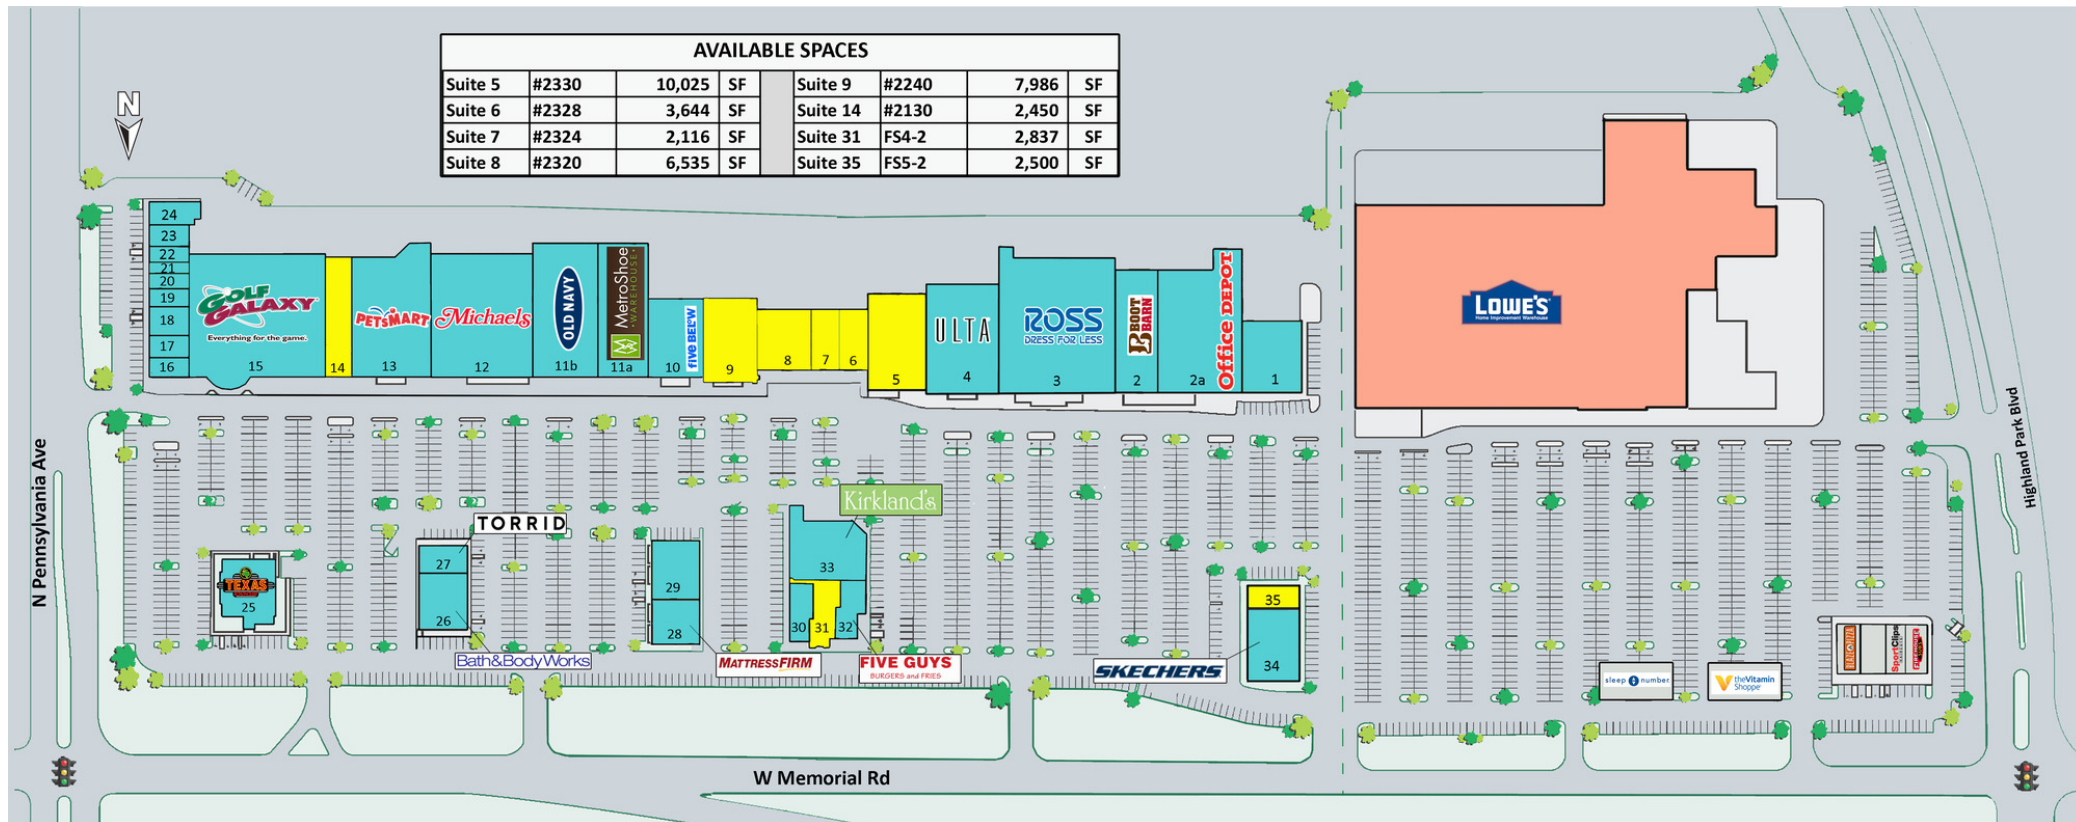 AVAILABLE SPACES
Suite 5 #2330 10,025 SF Suite 9 #2240 7,986 SF
Suite 6 #2328 3,644 SF Suite 14 #2130 2,450 SF
Suite 7 #2324 2,116 SF Suite 31 FS4-2 2,837 SF
Suite 8 #2320 6,535 SF Suite 35 FS5-2 2,500 SF
N
24
23
22
21
20
19
18
17
16
GOLF
GALAXY
Everything for the game.
15
14
PETSMART
13
Michaels
12
OLD NAVY
11b
MetroShoe
WAREHOUSE
11a
five BELOW
10
9
8
7
6
5
ULTA
4
ROSS
DRESS FOR LESS
3
BOOT
BARN
2
2a
Office DEPOT
1
LOWE'S
Home Improvement Warehouse
N Pennsylvania Ave
Highland Park Blvd
TEXAS
25
TORRID
27
26
Bath&BodyWorks
29
28
MATTRESSFIRM
Kirkland's
33
30
31
32
FIVE GUYS
BURGERS and FRIES
35
34
SKECHERS
sleep number
theVitamin
Shoppe
SportClips
FIREHOUSE
W Memorial Rd